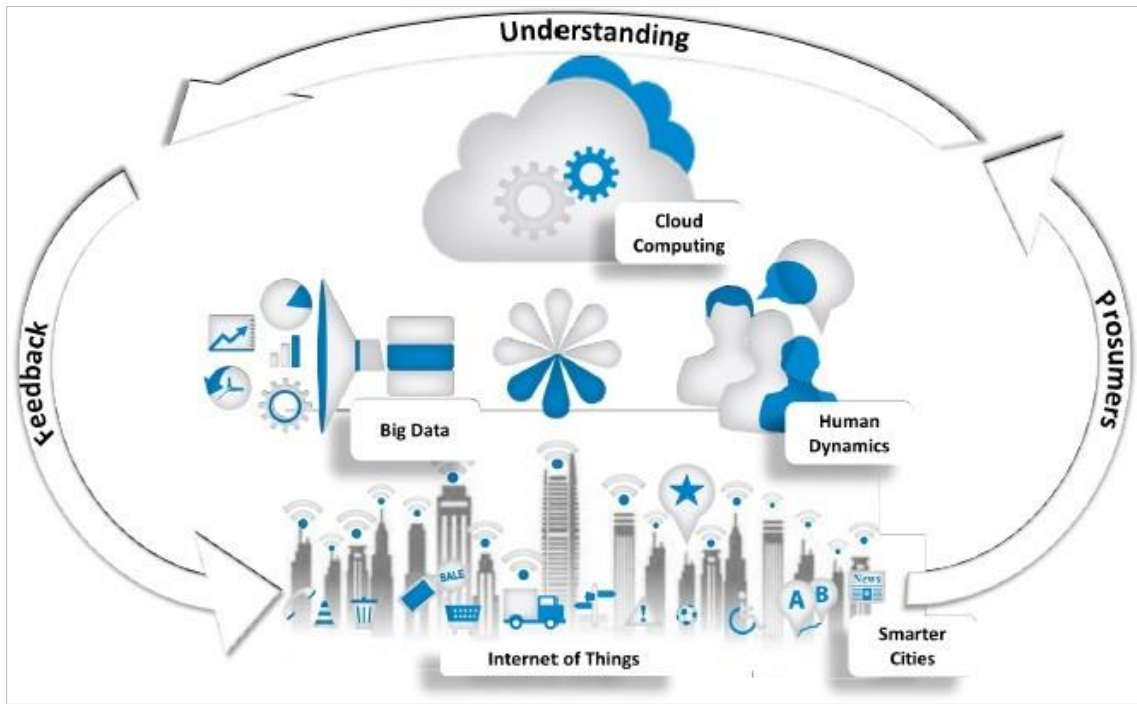 Understanding
Cloud
Computing
Feedback
Prosumers
Big Data
Human
Dynamics
SALE
A B
News
Internet of Things
Smarter
Cities